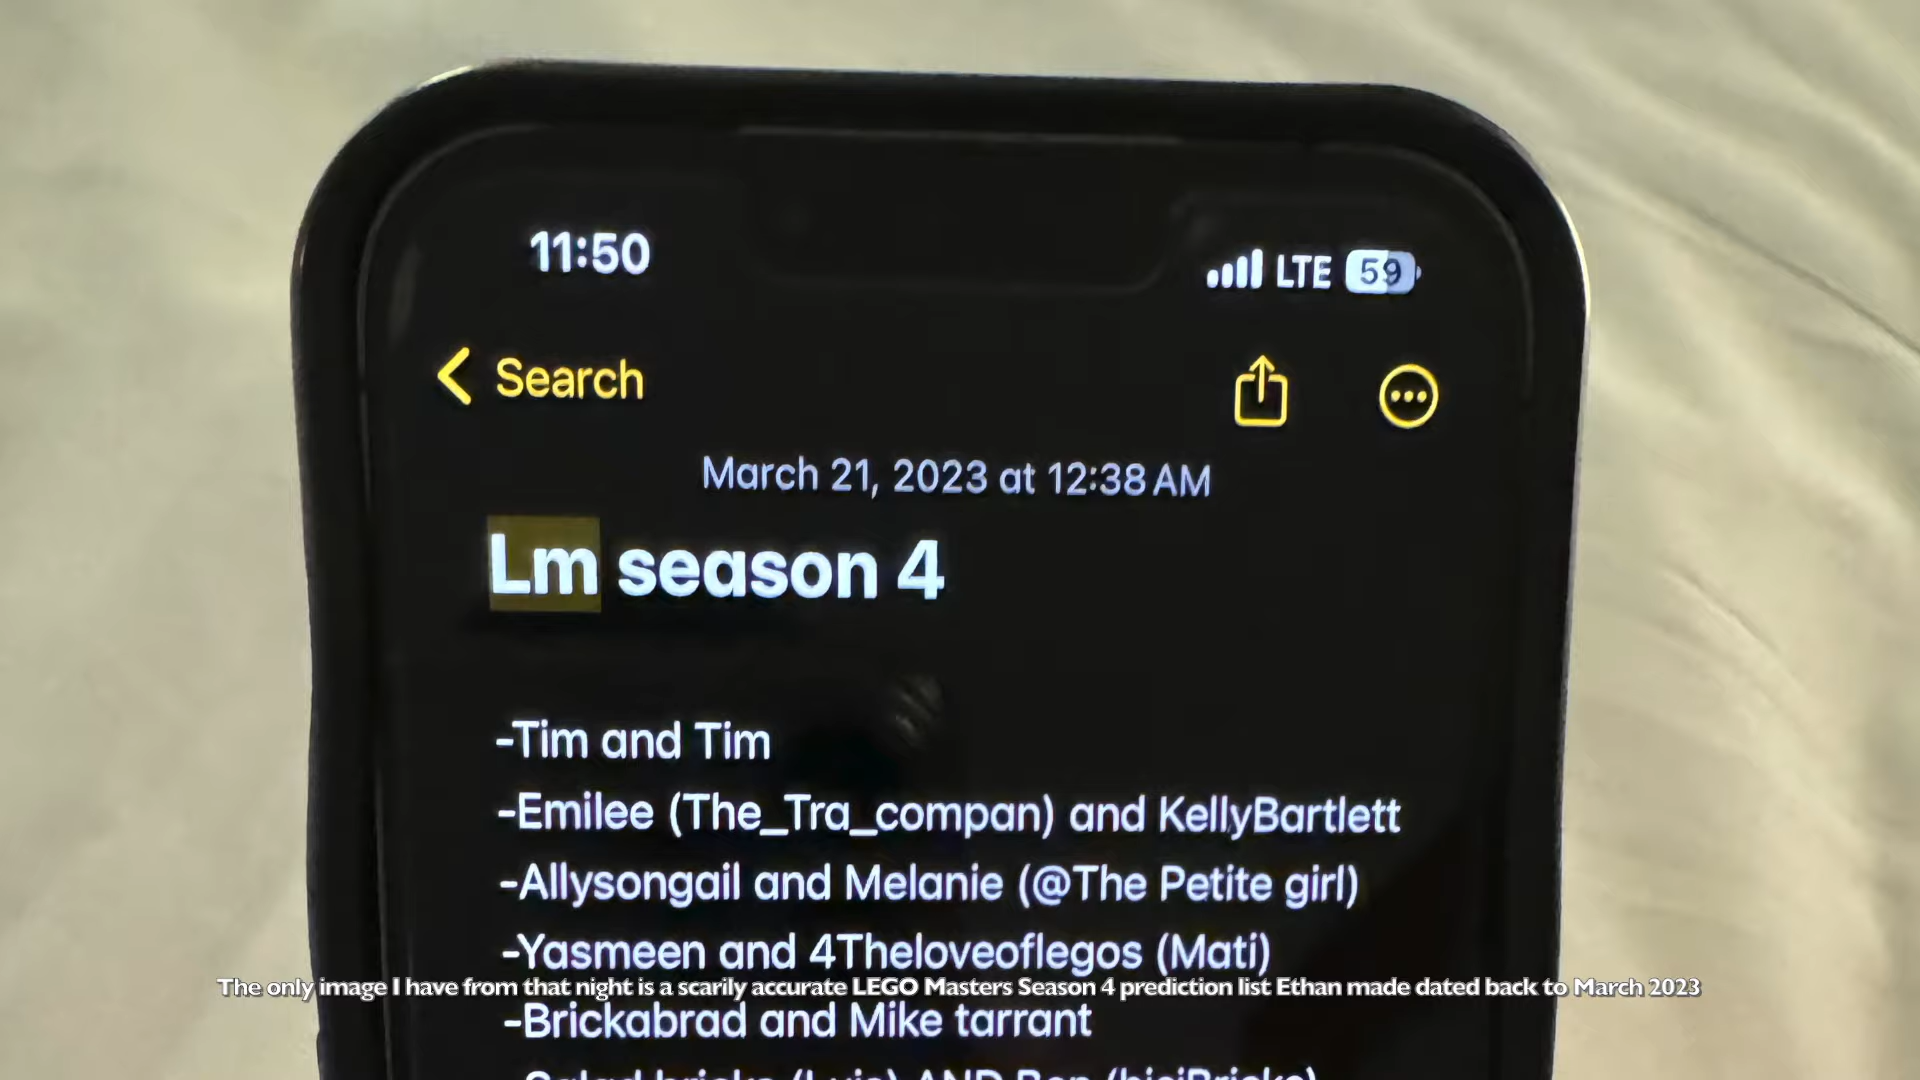 11:50
LTE 59
Search
March 21, 2023 at 12:38 AM
Lm season 4
-Tim and Tim
-Emilee (The_Tra_compan) and KellyBartlett
-Allysongail and Melanie (@The Petite girl)
-Yasmeen and 4Theloveoflegos (Mati)
The only image I have from that night is a scarily accurate LEGO Masters Season 4 prediction list Ethan made dated back to March 2023
-Brickabrad and Mike tarrant